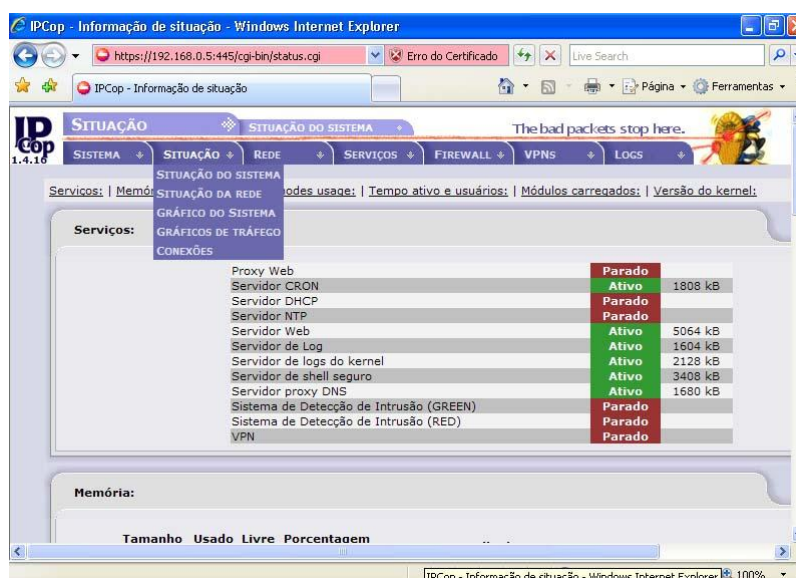 IPCop - Informação de situação - Windows Internet Explorer
https://192.168.0.5:445/cgi-bin/status.cgi
Erro do Certificado
Live Search
IPCop - Informação de situação
Página
Ferramentas
IP
Cop
1.4.16
SITUAÇÃO
SITUAÇÃO DO SISTEMA
The bad packets stop here.
SISTEMA
SITUAÇÃO
REDE
SERVIÇOS
FIREWALL
VPNS
LOGS
SITUAÇÃO DO SISTEMA
SITUAÇÃO DA REDE
GRÁFICO DO SISTEMA
GRÁFICOS DE TRÁFEGO
CONEXÕES
Serviços: | usage: | Tempo ativo e usuários: | Módulos carregados: | Versão do kernel:
Serviços:
Proxy Web Parado
Servidor CRON Ativo 1808 kB
Servidor DHCP Parado
Servidor NTP Parado
Servidor Web Ativo 5064 kB
Servidor de Log Ativo 1604 kB
Servidor de logs do kernel Ativo 2128 kB
Servidor de shell seguro Ativo 3408 kB
Servidor proxy DNS Ativo 1680 kB
Sistema de Detecção de Intrusão (GREEN) Parado
Sistema de Detecção de Intrusão (RED) Parado
VPN Parado
Memória:
Tamanho Usado Livre Porcentagem
IPCop - Informação de situação - Windows Internet Explorer
100%